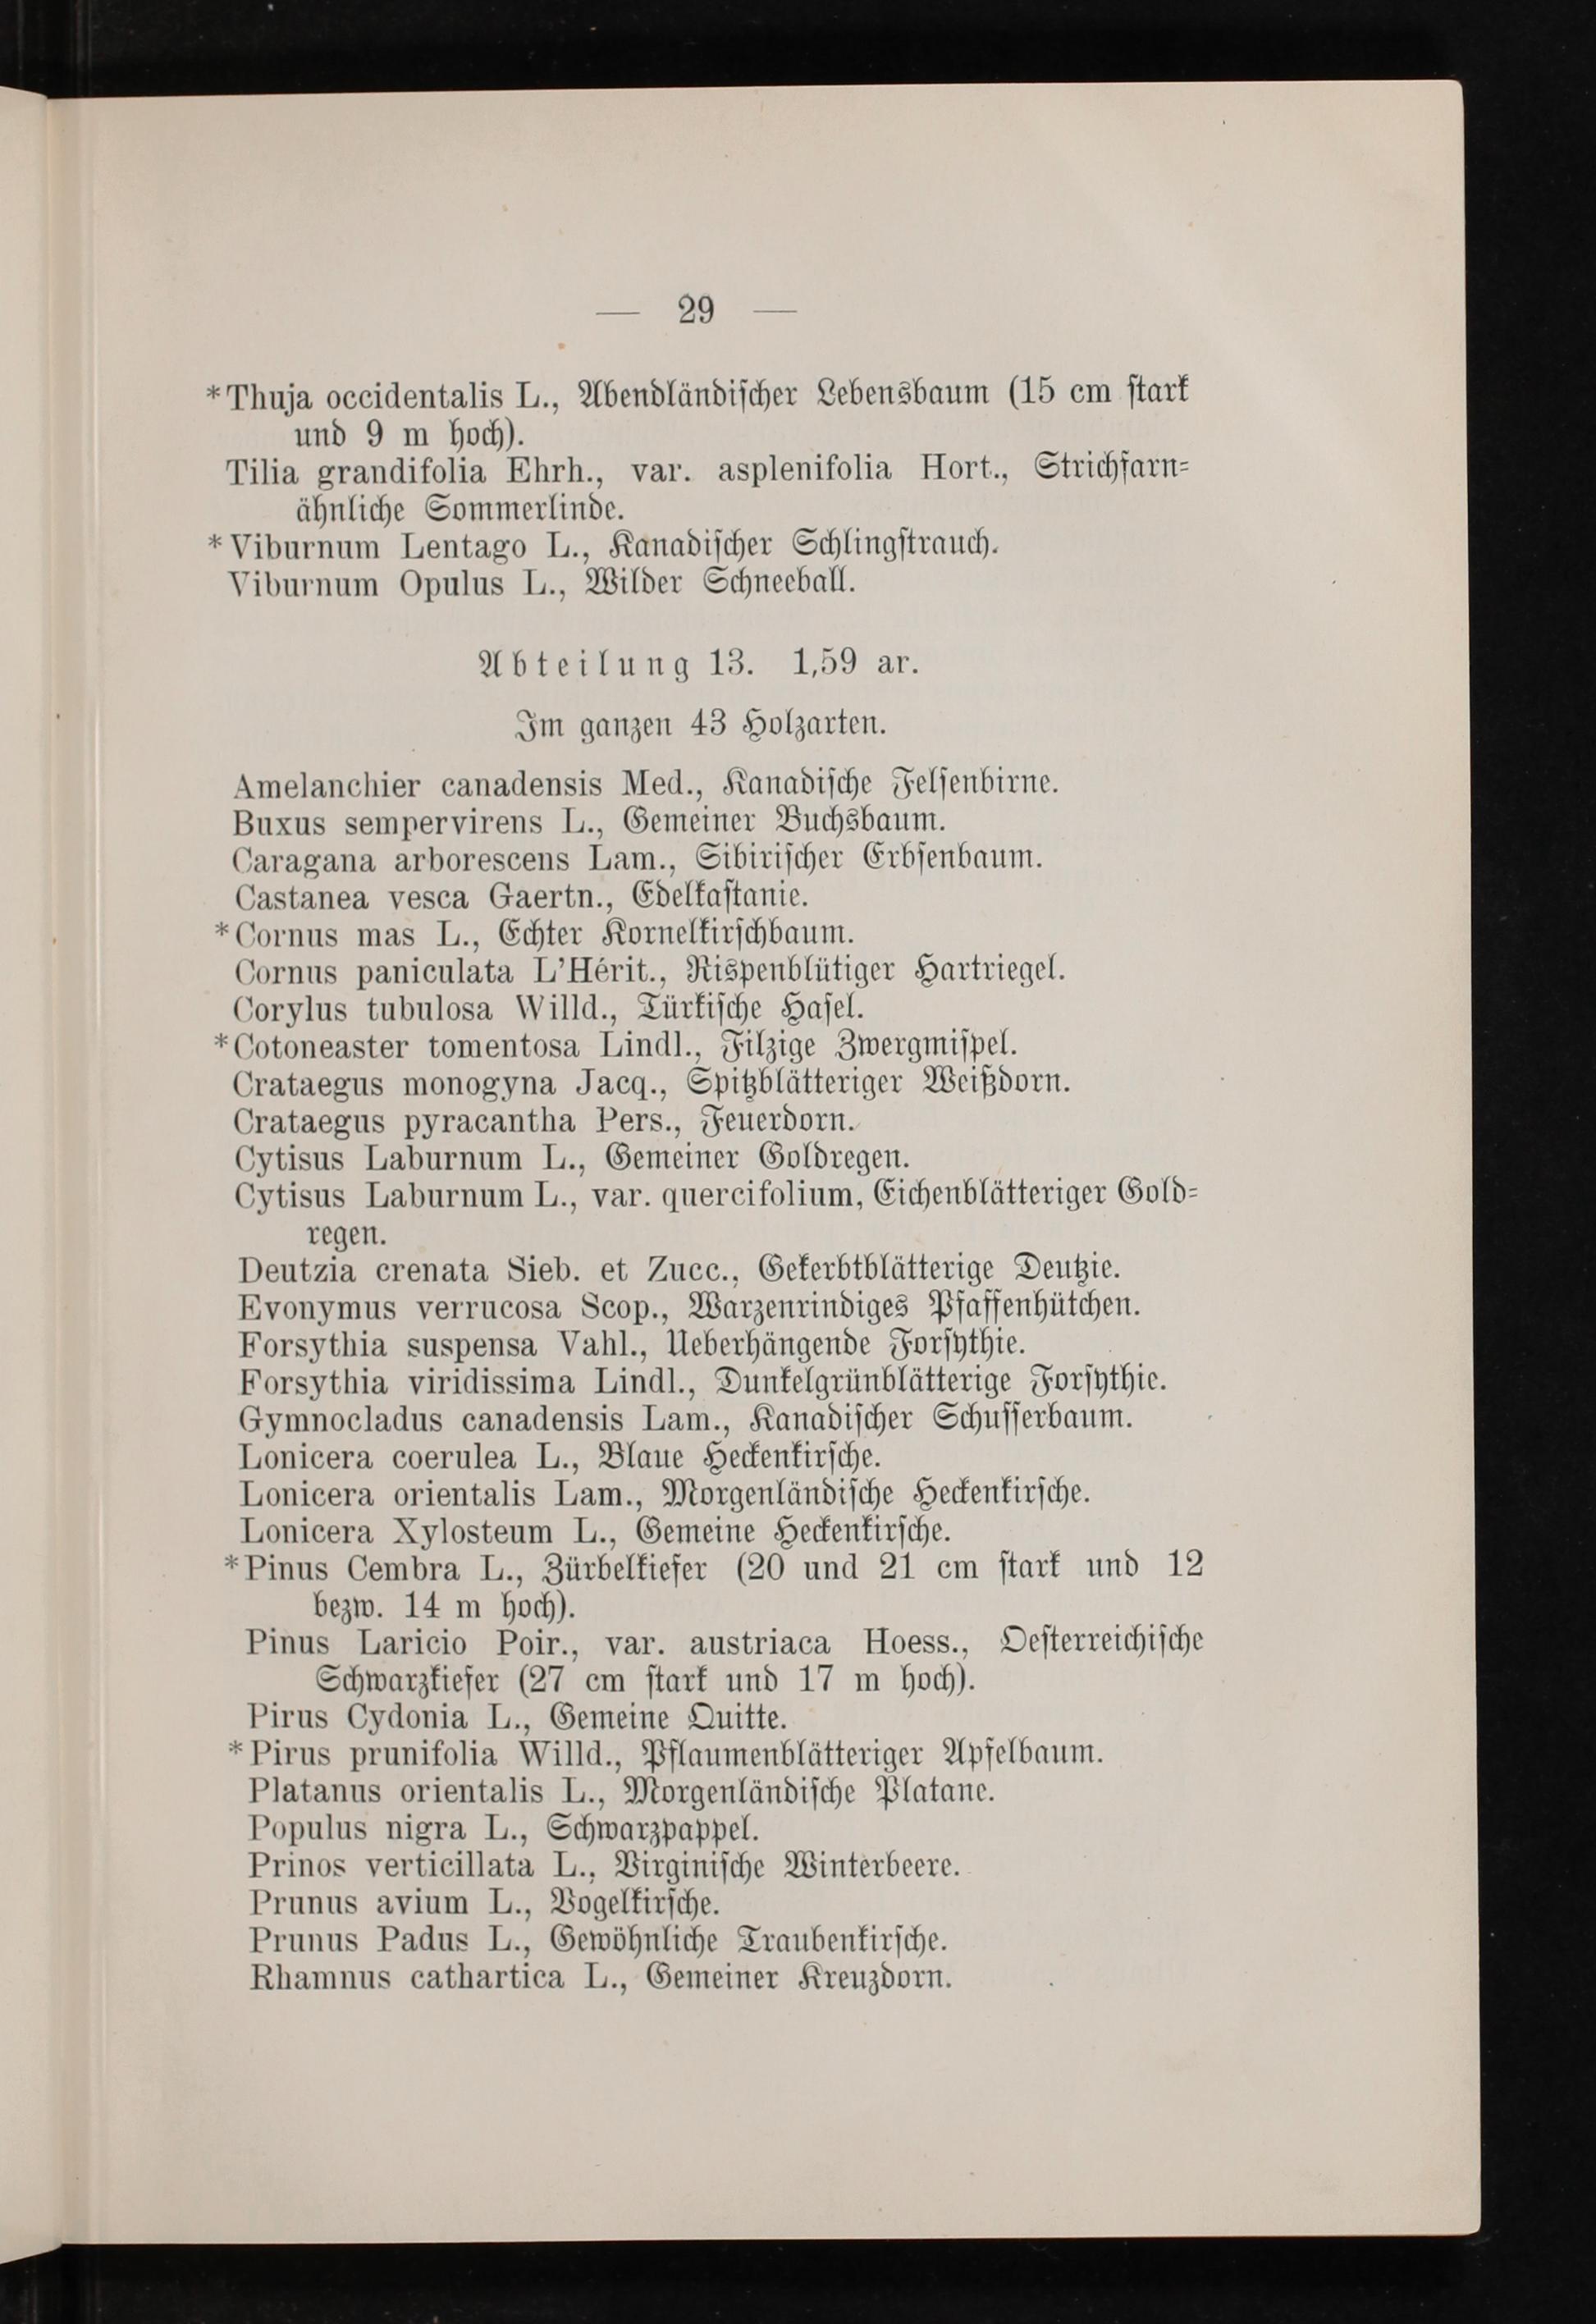 — 29 —
*Thuja occidentalis L., Abendländiſcher Lebensbaum (15 cm ſtark
und 9 m hoch).
Tilia grandifolia Ehrh., var. asplenifolia Hort., Strichfarn-
ähnliche Sommerlinde.
*Viburnum Lentago L., Kanadiſcher Schlingſtrauch.
Viburnum Opulus L., Wilder Schneeball.
Abteilung 13. 1,59 ar.
Im ganzen 43 Holzarten.
Amelanchier canadensis Med., Kanadiſche Felſenbirne.
Buxus sempervirens L., Gemeiner Buchsbaum.
Caragana arborescens Lam., Sibiriſcher Erbſenbaum.
Castanea vesca Gaertn., Edelkaſtanie.
*Cornus mas L., Echter Kornelkirſchbaum.
Cornus paniculata L'Hérit., Rispenblütiger Hartriegel.
Corylus tubulosa Willd., Türkiſche Haſel.
*Cotoneaster tomentosa Lindl., Filzige Zwergmiſpel.
Crataegus monogyna Jacq., Spitzblätteriger Weißdorn.
Crataegus pyracantha Pers., Feuerdorn.
Cytisus Laburnum L., Gemeiner Goldregen.
Cytisus Laburnum L., var. quercifolium, Eichenblätteriger Gold-
regen.
Deutzia crenata Sieb. et Zucc., Gekerbtblätterige Deutzie.
Evonymus verrucosa Scop., Warzenrindiges Pfaffenhütchen.
Forsythia suspensa Vahl., Ueberhängende Forſythie.
Forsythia viridissima Lindl., Dunkelgrünblätterige Forſythie.
Gymnocladus canadensis Lam., Kanadiſcher Schuſſerbaum.
Lonicera coerulea L., Blaue Heckenkirſche.
Lonicera orientalis Lam., Morgenländiſche Heckenkirſche.
Lonicera Xylosteum L., Gemeine Heckenkirſche.
*Pinus Cembra L., Zürbelkiefer (20 und 21 cm ſtark und 12
bezw. 14 m hoch).
Pinus Laricio Poir., var. austriaca Hoess., Oeſterreichiſche
Schwarzkiefer (27 cm ſtark und 17 m hoch).
Pirus Cydonia L., Gemeine Quitte.
*Pirus prunifolia Willd., Pflaumenblätteriger Apfelbaum.
Platanus orientalis L., Morgenländiſche Platane.
Populus nigra L., Schwarzpappel.
Prinos verticillata L., Virginiſche Winterbeere.
Prunus avium L., Vogelkirſche.
Prunus Padus L., Gewöhnliche Traubenkirſche.
Rhamnus cathartica L., Gemeiner Kreuzdorn.